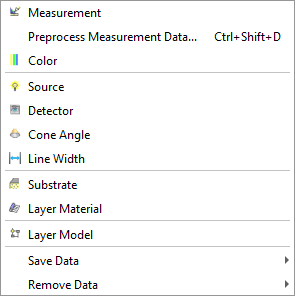 Measurement
Preprocess Measurement Data... Ctrl+Shift+D
Color
Source
Detector
Cone Angle
Line Width
Substrate
Layer Material
Layer Model
Save Data
Remove Data